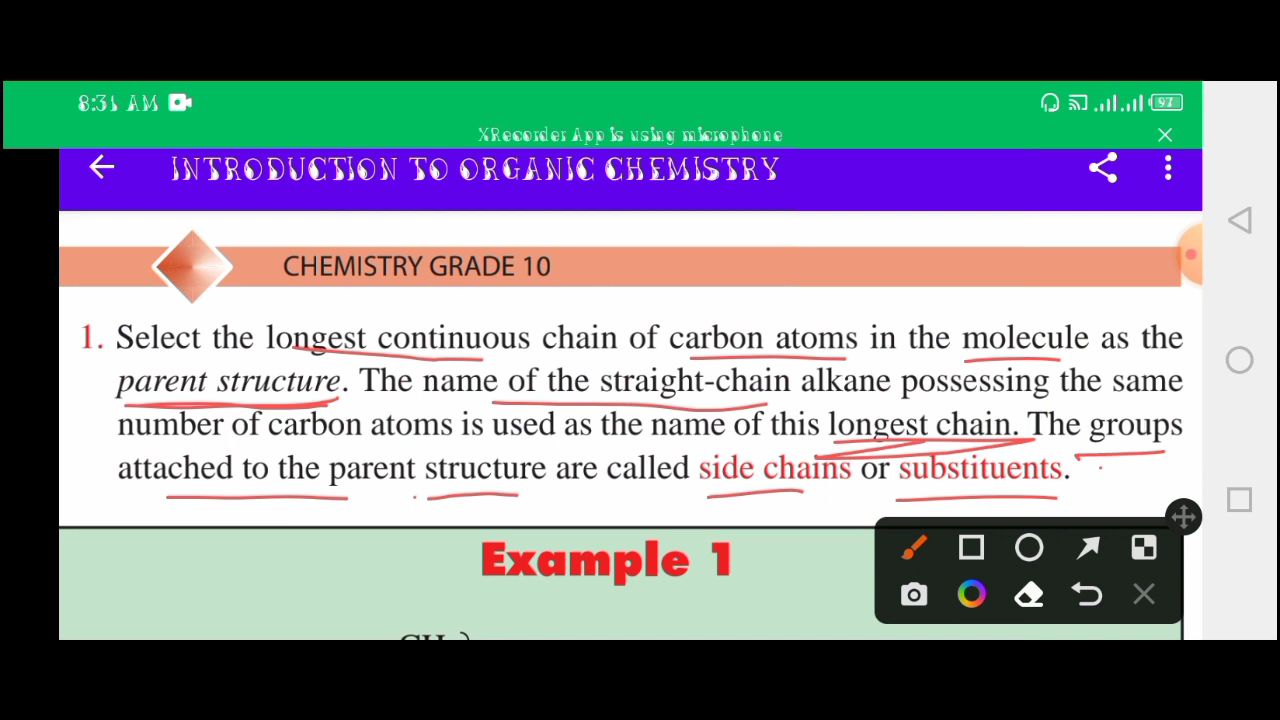 8:31 AM
97
XRecorder App is using microphone
INTRODUCTION TO ORGANIC CHEMISTRY
CHEMISTRY GRADE 10
1. Select the longest continuous chain of carbon atoms in the molecule as the
parent structure. The name of the straight-chain alkane possessing the same
number of carbon atoms is used as the name of this longest chain. The groups
attached to the parent structure are called side chains or substituents.
Example 1